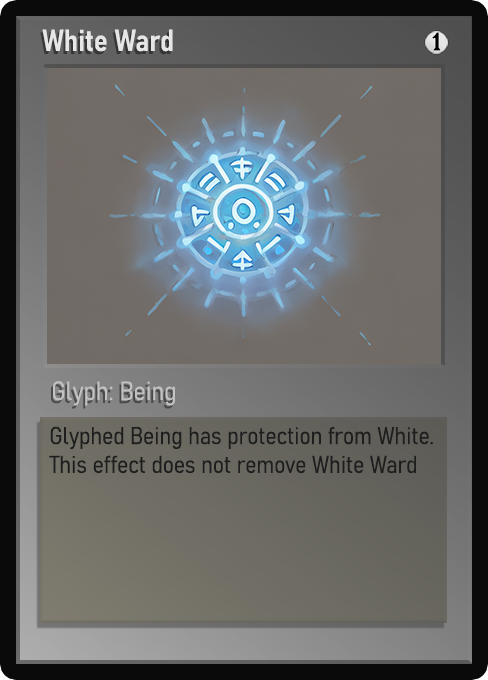 White Ward
1
Glyph: Being
Glyphed Being has protection from White.
This effect does not remove White Ward